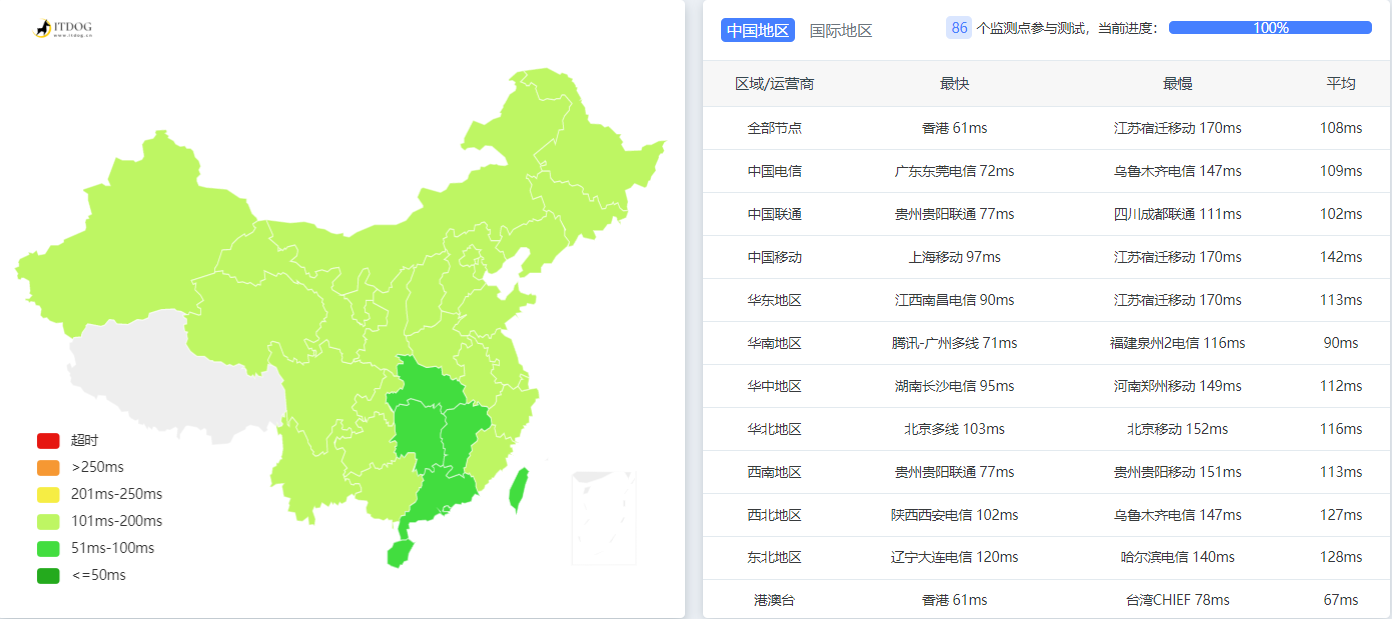 ITDOG
www.itdog.cn
超时
>250ms
201ms-250ms
101ms-200ms
51ms-100ms
<=50ms
中国地区 国际地区 86 个监测点参与测试，当前进度： 100%
区域/运营商 最快 最慢 平均
全部节点 香港 61ms 江苏宿迁移动 170ms 108ms
中国电信 广东东莞电信 72ms 乌鲁木齐电信 147ms 109ms
中国联通 贵州贵阳联通 77ms 四川成都联通 111ms 102ms
中国移动 上海移动 97ms 江苏宿迁移动 170ms 142ms
华东地区 江西南昌电信 90ms 江苏宿迁移动 170ms 113ms
华南地区 腾讯-广州多线 71ms 福建泉州2电信 116ms 90ms
华中地区 湖南长沙电信 95ms 河南郑州移动 149ms 112ms
华北地区 北京多线 103ms 北京移动 152ms 116ms
西南地区 贵州贵阳联通 77ms 贵州贵阳移动 151ms 113ms
西北地区 陕西西安电信 102ms 乌鲁木齐电信 147ms 127ms
东北地区 辽宁大连电信 120ms 哈尔滨电信 140ms 128ms
港澳台 香港 61ms 台湾CHIEF 78ms 67ms